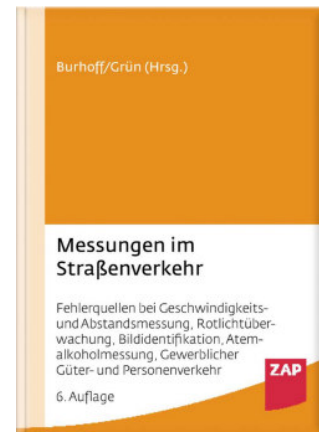 Burhoff/Grün (Hrsg.)
Messungen im
Straßenverkehr
Fehlerquellen bei Geschwindigkeits-
und Abstandsmessung, Rotlichtüber-
wachung, Bildidentifikation, Atem-
alkoholmessung, Gewerblicher
Güter- und Personenverkehr
ZAP
6. Auflage